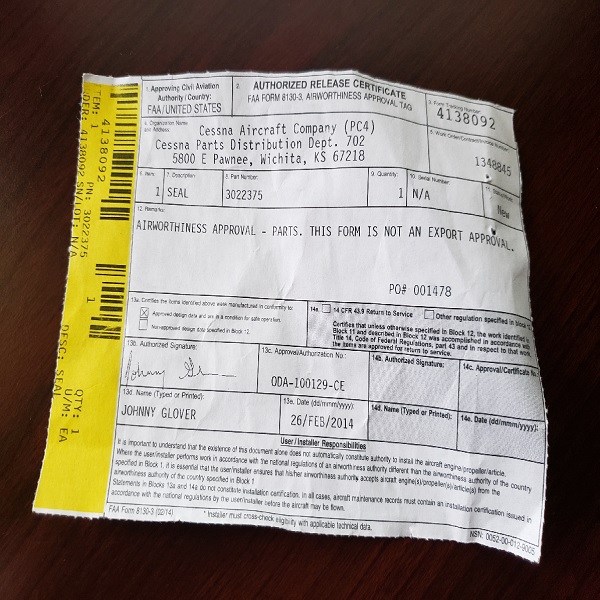 ITEM: 1
4138092
PN: 3022375
ORDER: 4138092 SN/LOT: N/A
1
QTY: 1
U/M: EA
DESC: SEAL
1. Approving Civil Aviation
Authority / Country:
FAA/UNITED STATES
2.
AUTHORIZED RELEASE CERTIFICATE
FAA FORM 8130-3, AIRWORTHINESS APPROVAL TAG
3. Form Tracking Number
4138092
4. Organization Name
and Address
Cessna Aircraft Company (PC4)
Cessna Parts Distribution Dept. 702
5800 E Pawnee, Wichita, KS 67218
5. Work Order/Contract/Invoice Number
1348845
6. Item:
1
7. Description
SEAL
8. Part Number
3022375
9. Quantity:
1
10. Serial Number:
N/A
11. Status/Work
New
12. Remarks:
AIRWORTHINESS APPROVAL - PARTS. THIS FORM IS NOT AN EXPORT APPROVAL.
PO# 001478
13a. Certifies the items identified above were manufactured in conformity to:
Approved design data and are in a condition for safe operation.
Non-approved design data specified in Block 12.
14a. 14 CFR 43.9 Return to Service
Other regulation specified in block 12
Certifies that unless otherwise specified in Block 12, the work identified in
Block 11 and described in Block 12 was accomplished in accordance with
Title 14, Code of Federal Regulations, part 43 and in respect to that work,
the items are approved for return to service.
13b. Authorized Signature:
13c. Approval/Authorization No.:
ODA-100129-CE
14b. Authorized Signature:
14c. Approval/Certificate No.:
13d. Name (Typed or Printed):
JOHNNY GLOVER
13e. Date (dd/mmm/yyyy):
26/FEB/2014
14d. Name (Typed or Printed):
14e. Date (dd/mmm/yyyy):
User/Installer Responsibilities
It is important to understand that the existence of this document alone does not automatically constitute authority to install the aircraft engine/propeller/article.
Where the user/installer performs work in accordance with the national regulations of an airworthiness authority different than the airworthiness authority of the country
specified in Block 1, it is essential that the user/installer ensures that his/her airworthiness authority accepts aircraft engine(s)/propeller(s)/article(s) from the
airworthiness authority of the country specified in Block 1
Statements in Blocks 13a and 14a do not constitute installation certification. in all cases, aircraft maintenance records must contain an installation certification issued in
accordance with the national regulations by the user/installer before the aircraft may be flown.
FAA Form 8130-3 (02/14)
* Installer must cross-check eligibility with applicable technical data.
NSN: 0052-00-012-9005